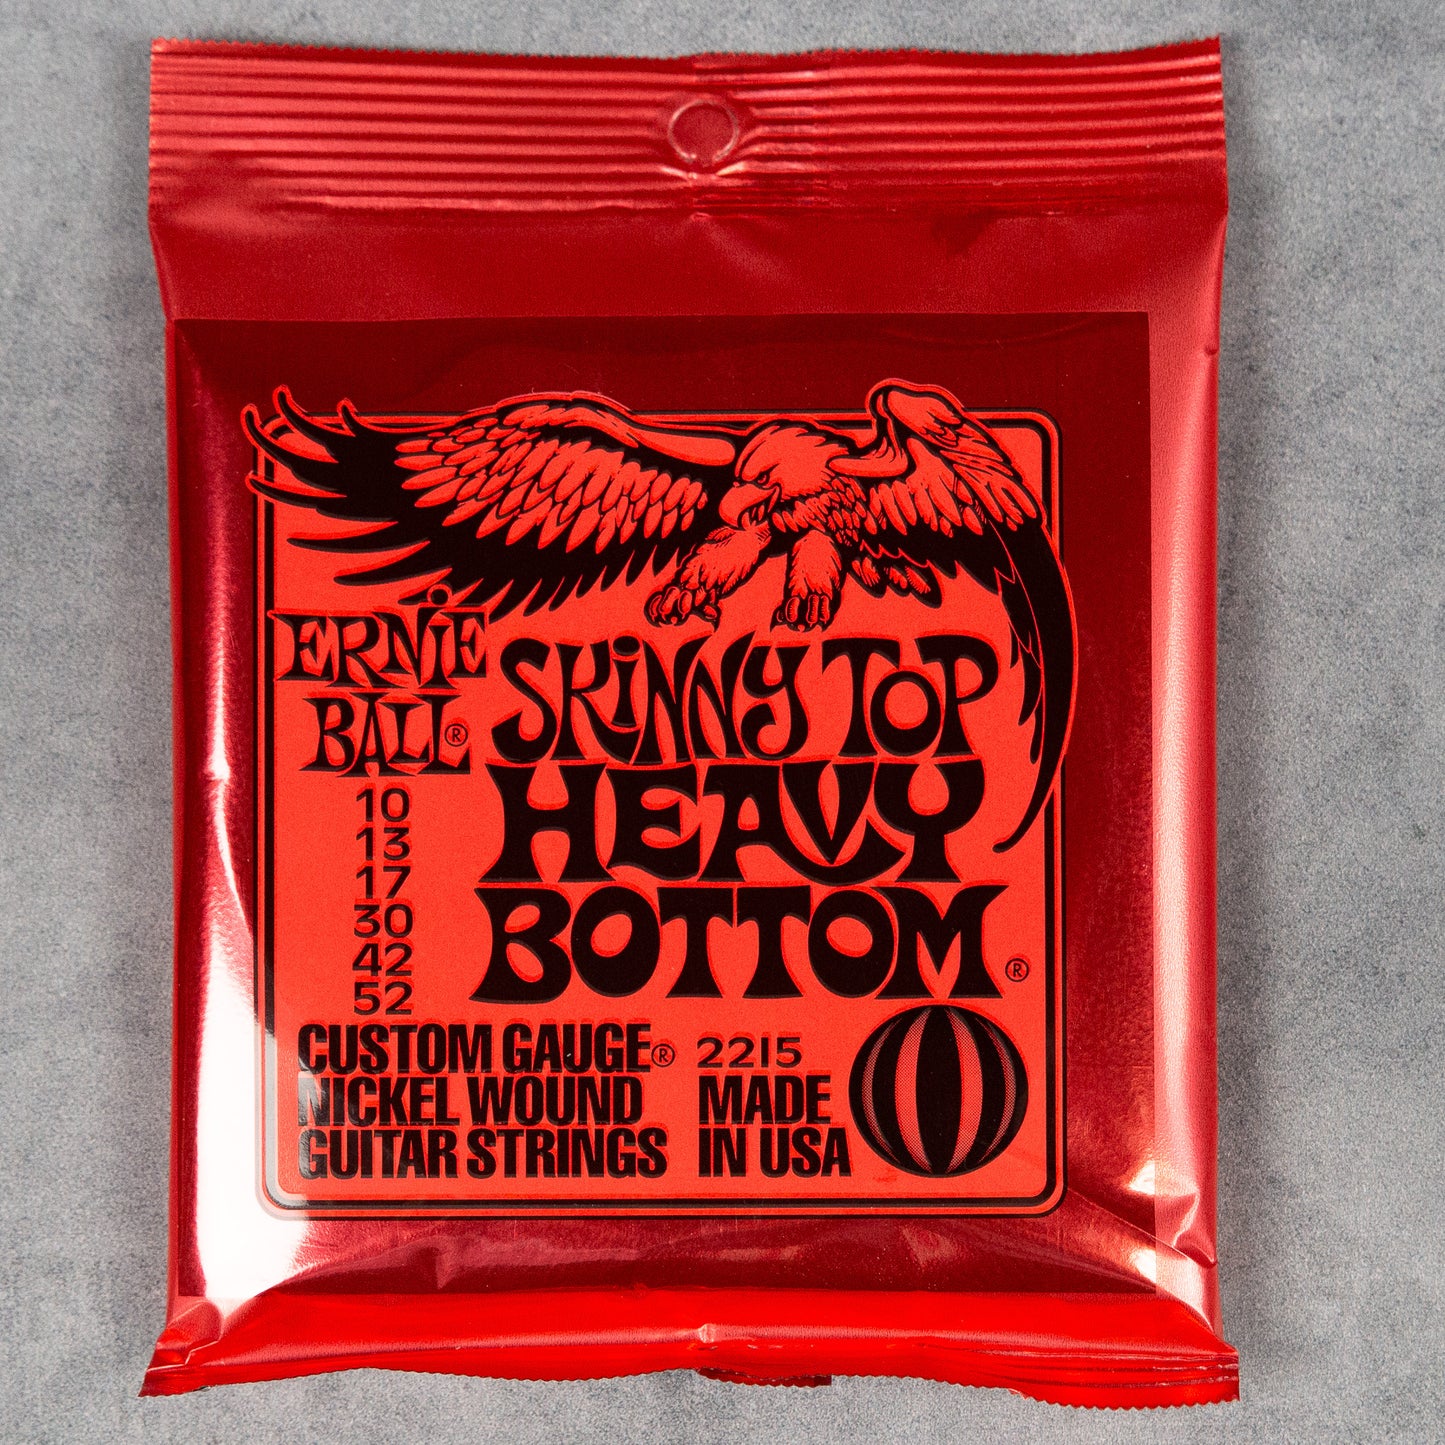 ERNiE
BALL®
SKiNNY TOP
HEAVY
BOTTOM®
10
13
17
30
42
52
CUSTOM GAUGE®
NICKEL WOUND
GUITAR STRINGS
2215
MADE
IN USA